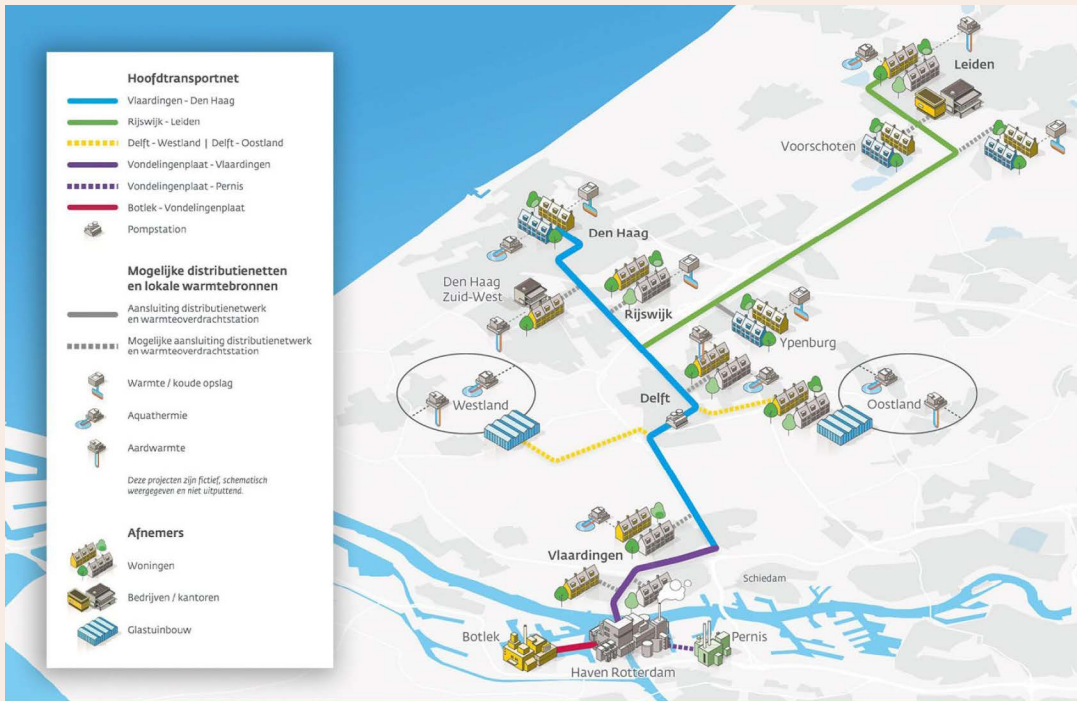 Hoofdtransportnet
Vlaardingen - Den Haag
Rijswijk - Leiden
Delft - Westland | Delft - Oostland
Vondelingenplaat - Vlaardingen
Vondelingenplaat - Pernis
Botlek - Vondelingenplaat
Pompstation
Mogelijke distributienetten
en lokale warmtebronnen
Aansluiting distributienetwerk
en warmteoverdrachtstation
Mogelijke aansluiting distributienetwerk
en warmteoverdrachtstation
Warmte / koude opslag
Aquathermie
Aardwarmte
Deze projecten zijn fictief, schematisch
weergegeven en niet uitputtend.
Afnemers
Woningen
Bedrijven / kantoren
Glastuinbouw
Leiden
Voorschoten
Den Haag
Den Haag
Zuid-West
Rijswijk
Ypenburg
Delft
Westland
Oostland
Vlaardingen
Schiedam
Botlek
Pernis
Haven Rotterdam